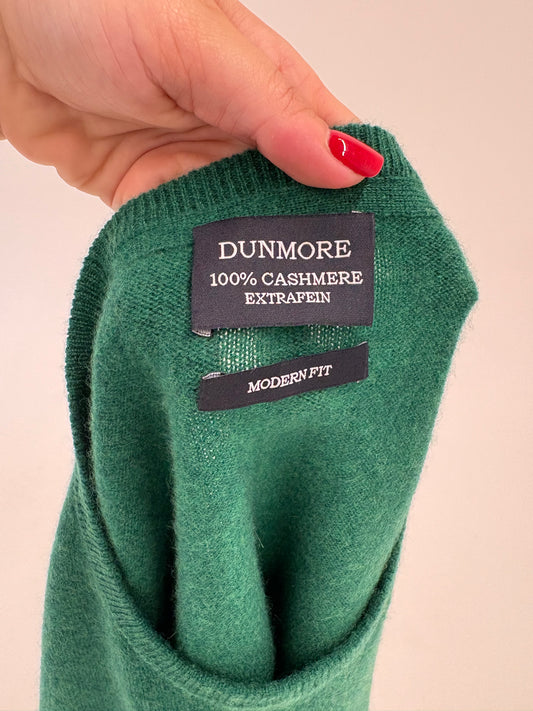 DUNMORE
100% CASHMERE
EXTRAFEIN
MODERN FIT